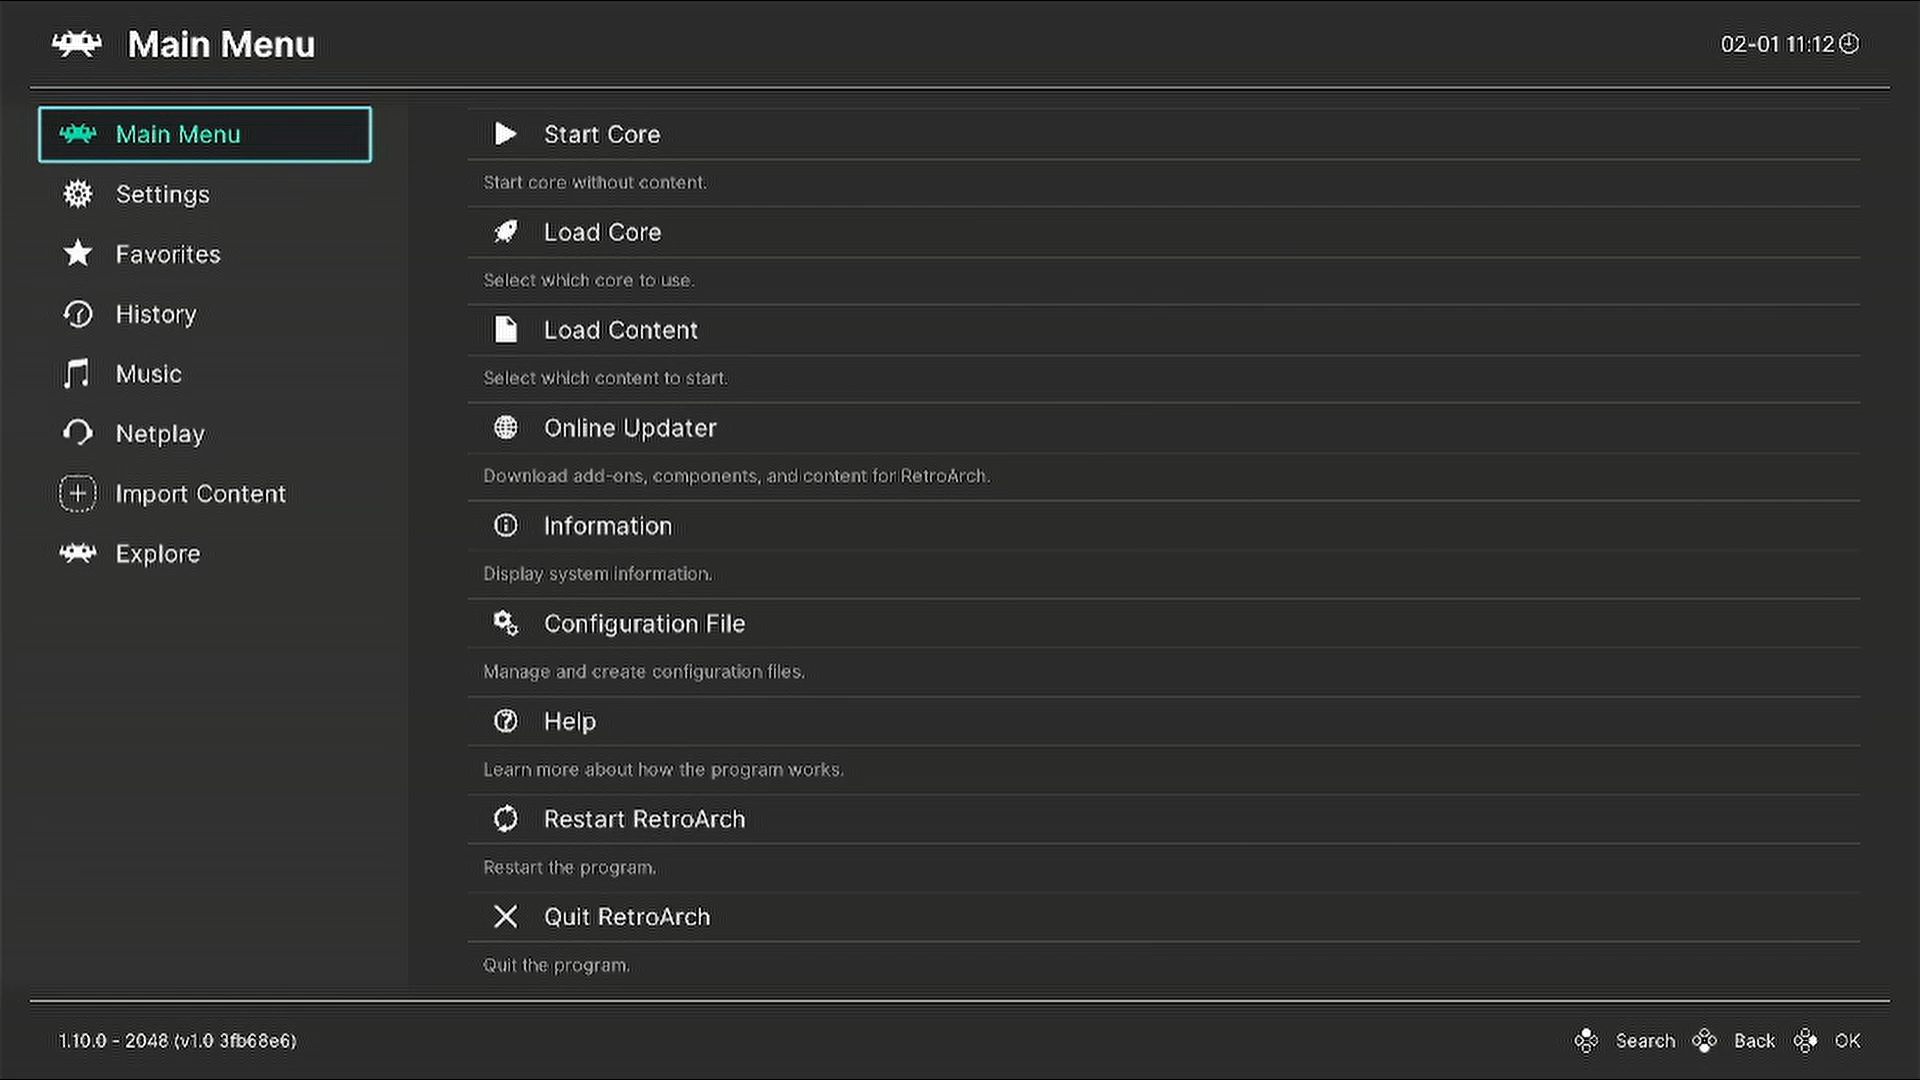 Main Menu
02-01 11:12
Main Menu
Settings
Favorites
History
Music
Netplay
Import Content
Explore
Start Core
Start core without content.
Load Core
Select which core to use.
Load Content
Select which content to start.
Online Updater
Download add-ons, components, and content for RetroArch.
Information
Display system information.
Configuration File
Manage and create configuration files.
Help
Learn more about how the program works.
Restart RetroArch
Restart the program.
Quit RetroArch
Quit the program.
1.10.0 - 2048 (v1.0 3fb68e6)
Search Back OK